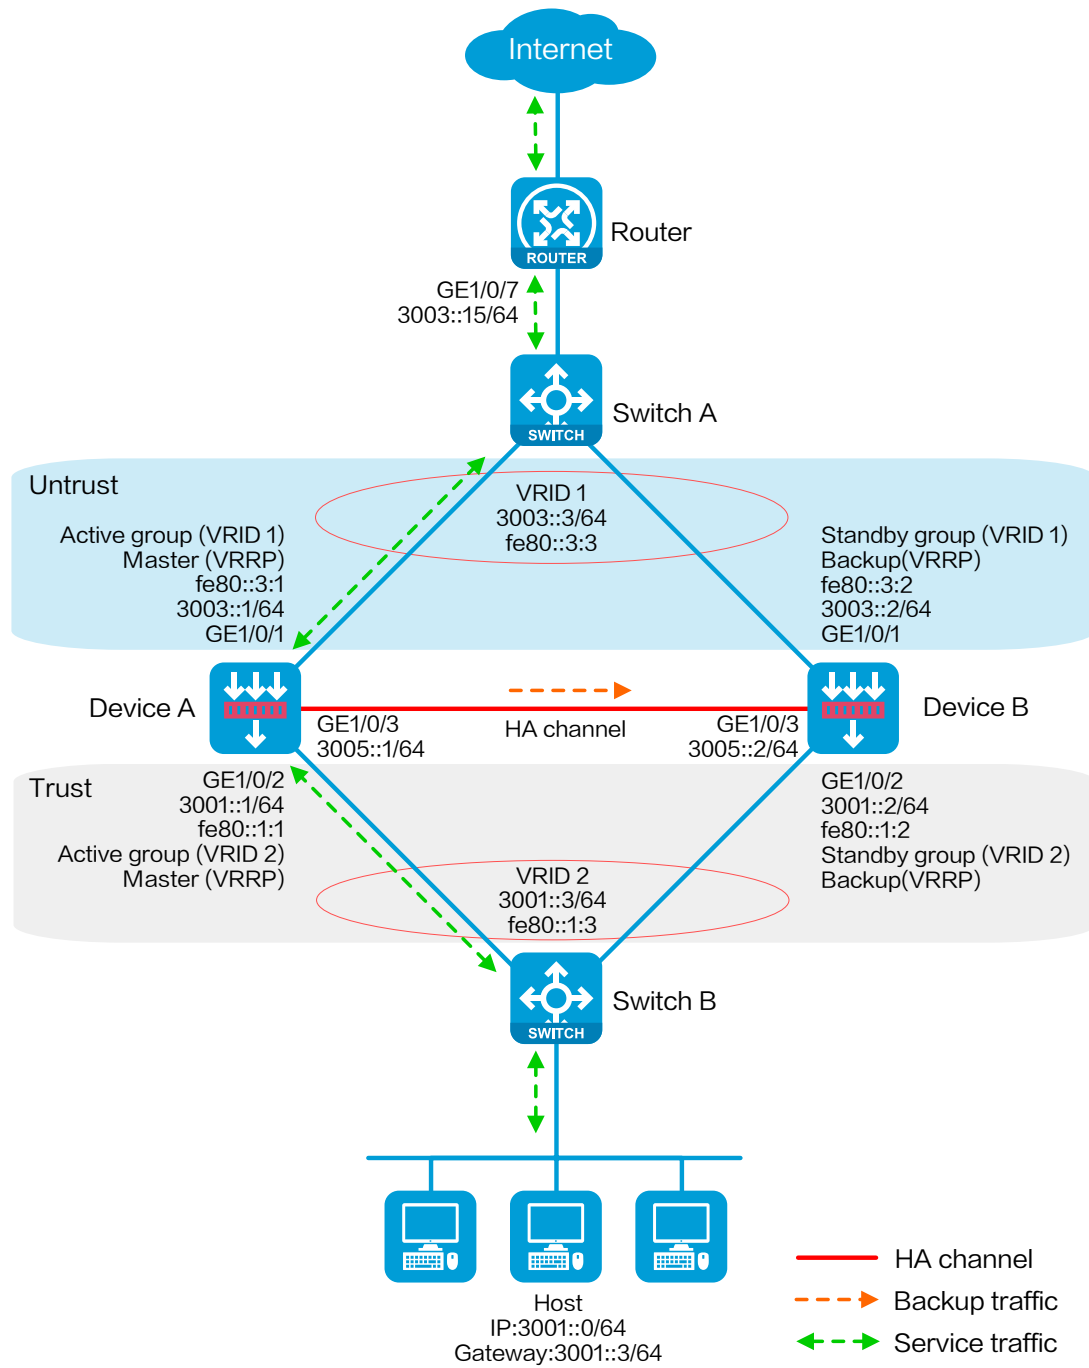 Internet
Router
ROUTER
GE1/0/7
3003::15/64
Switch A
SWITCH
Untrust
VRID 1
3003::3/64
fe80::3:3
Active group (VRID 1)
Master (VRRP)
fe80::3:1
3003::1/64
GE1/0/1
Standby group (VRID 1)
Backup(VRRP)
fe80::3:2
3003::2/64
GE1/0/1
Device A
GE1/0/3
3005::1/64
HA channel
GE1/0/3
3005::2/64
Device B
Trust
GE1/0/2
3001::1/64
fe80::1:1
Active group (VRID 2)
Master (VRRP)
VRID 2
3001::3/64
fe80::1:3
GE1/0/2
3001::2/64
fe80::1:2
Standby group (VRID 2)
Backup(VRRP)
Switch B
SWITCH
Host
IP:3001::0/64
Gateway:3001::3/64
HA channel
Backup traffic
Service traffic